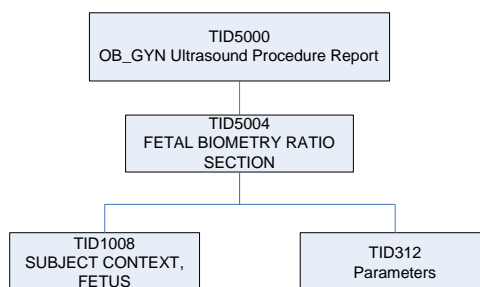 TID5000
OB_GYN Ultrasound Procedure Report
TID5004
FETAL BIOMETRY RATIO
SECTION
TID1008
SUBJECT CONTEXT,
FETUS
TID312
Parameters